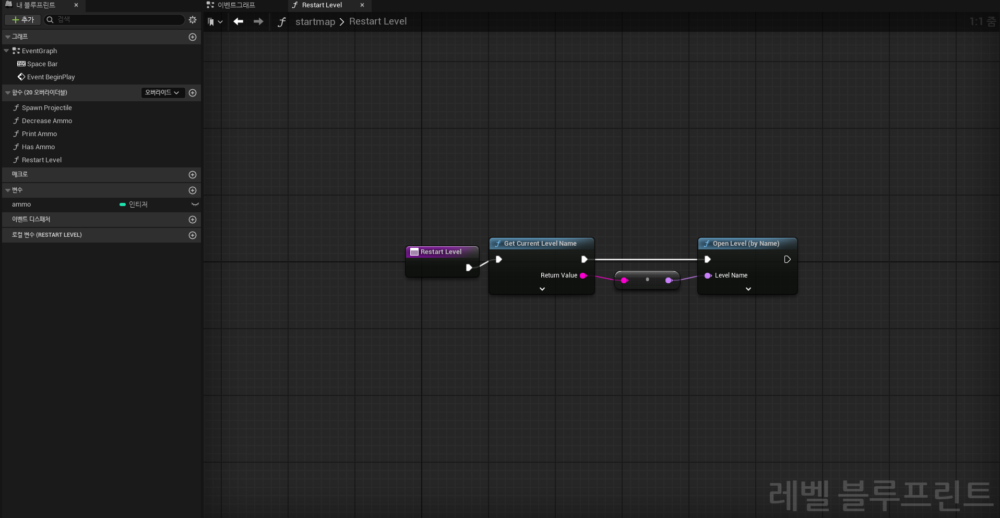 내 블루프린트
이벤트그래프
Restart Level
추가
검색
startmap
Restart Level
1:1 줌
그래프
EventGraph
Space Bar
Event BeginPlay
함수 (20 오버라이더블)
오버라이드
Spawn Projectile
Decrease Ammo
Print Ammo
Has Ammo
Restart Level
매크로
변수
ammo
인티저
이벤트 디스패처
로컬 변수 (RESTART LEVEL)
Restart Level
Get Current Level Name
Return Value
Open Level (by Name)
Level Name
레벨 블루프린트